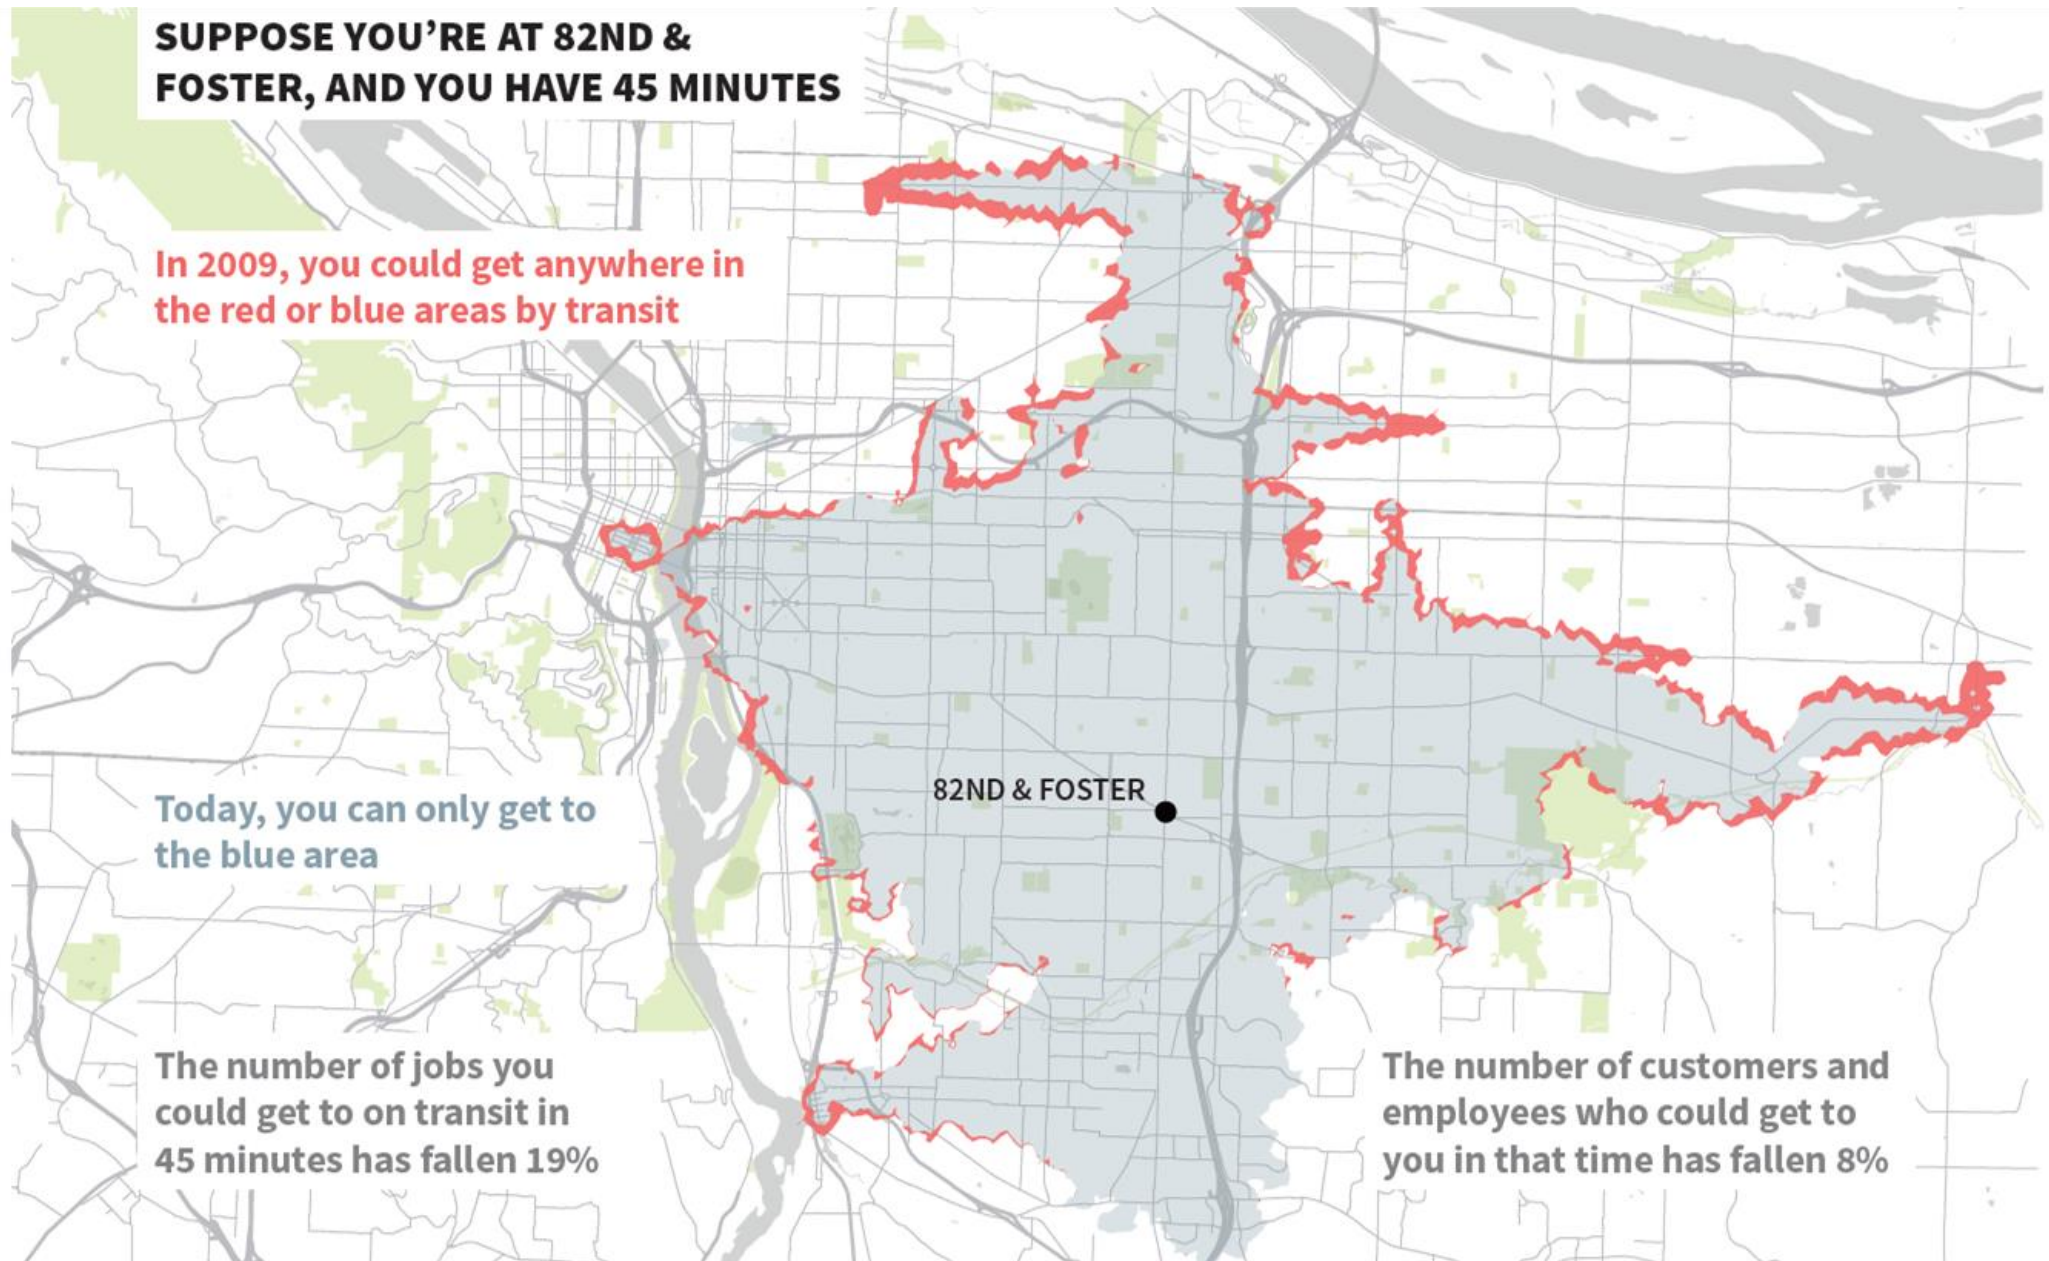 SUPPOSE YOU'RE AT 82ND &
FOSTER, AND YOU HAVE 45 MINUTES
In 2009, you could get anywhere in
the red or blue areas by transit
82ND & FOSTER
Today, you can only get to
the blue area
The number of jobs you
could get to on transit in
45 minutes has fallen 19%
The number of customers and
employees who could get to
you in that time has fallen 8%